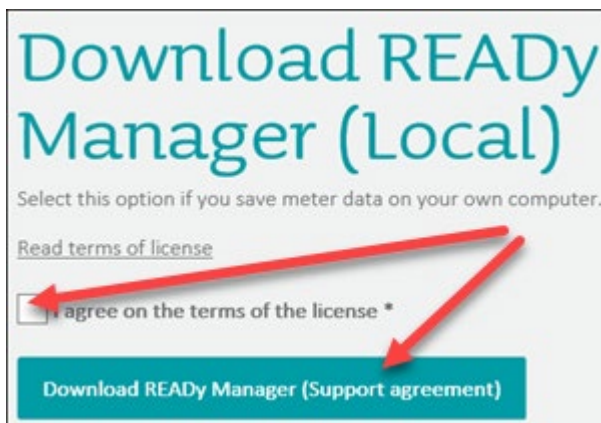 Download READy
Manager (Local)
Select this option if you save meter data on your own computer.
Read terms of license
I agree on the terms of the license *
Download READy Manager (Support agreement)